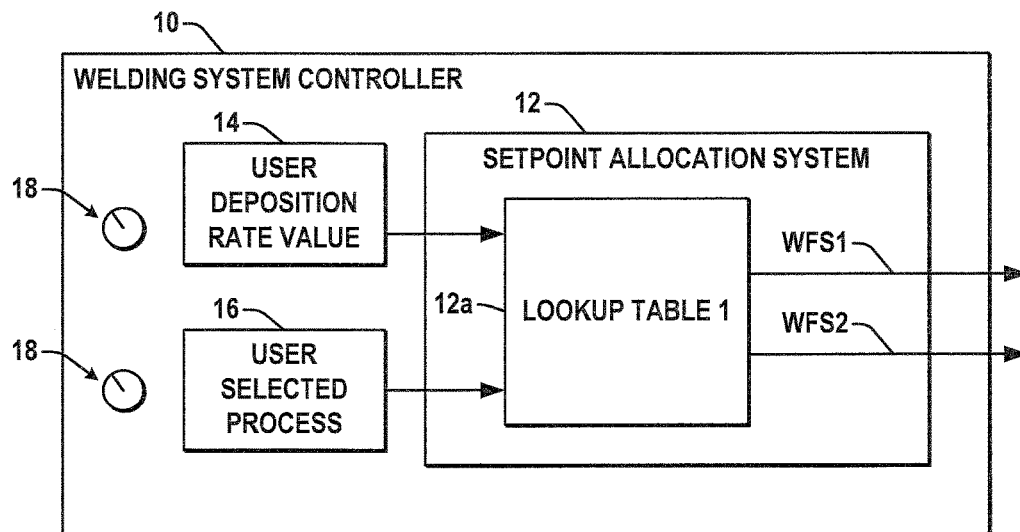 10
WELDING SYSTEM CONTROLLER
14
12
USER
DEPOSITION
RATE VALUE
SETPOINT ALLOCATION SYSTEM
18
WFS1
12a
LOOKUP TABLE 1
16
WFS2
18
USER
SELECTED
PROCESS